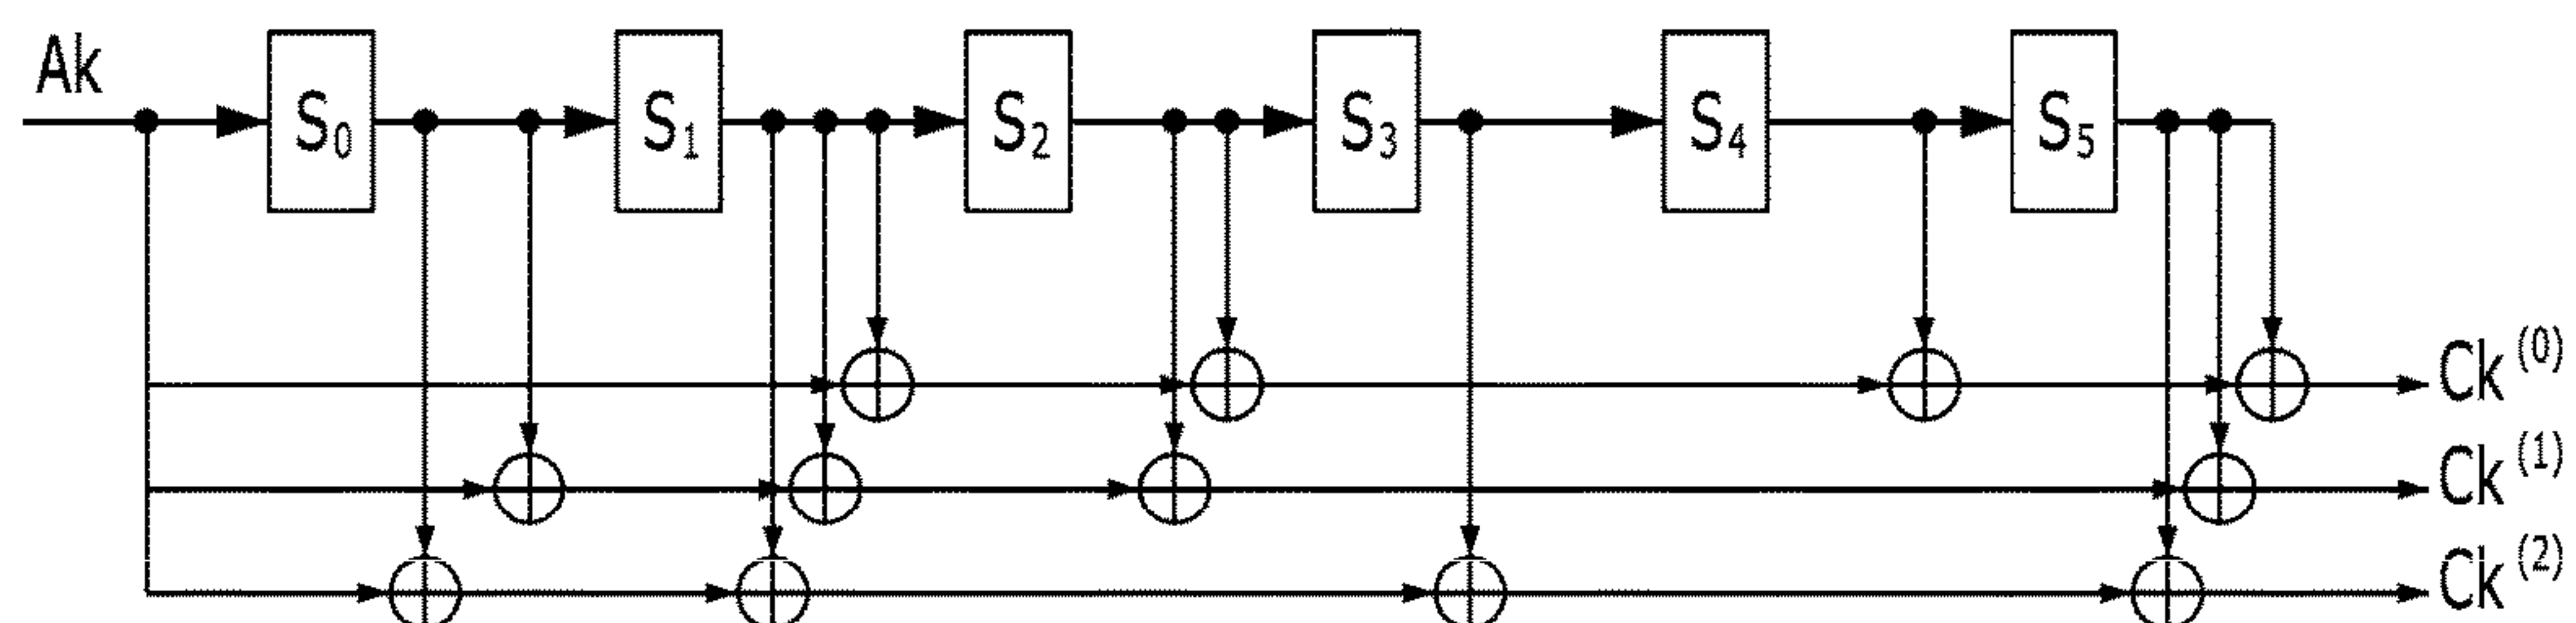 Ak
S₀ S₁ S₂ S₃ S₄ S₅
Ck⁽⁰⁾
Ck⁽¹⁾
Ck⁽²⁾